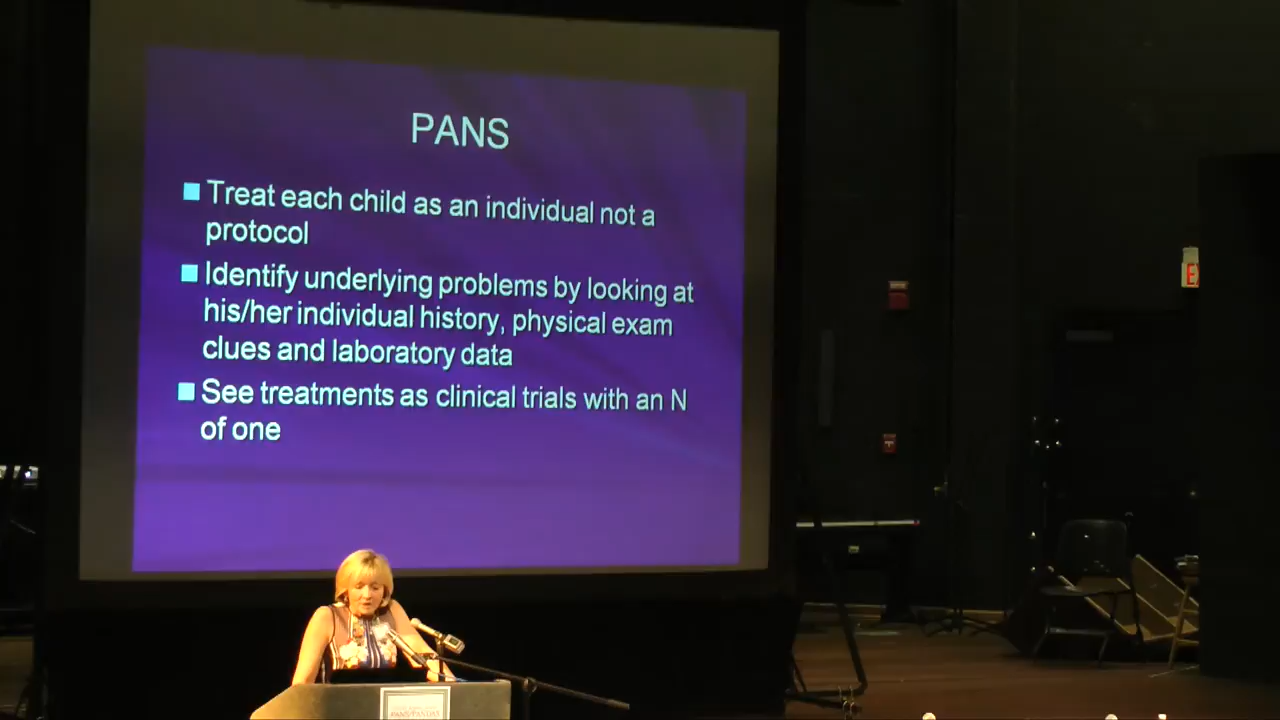 PANS
Treat each child as an individual not a
protocol
Identify underlying problems by looking at
his/her individual history, physical exam
clues and laboratory data
See treatments as clinical trials with an N
of one